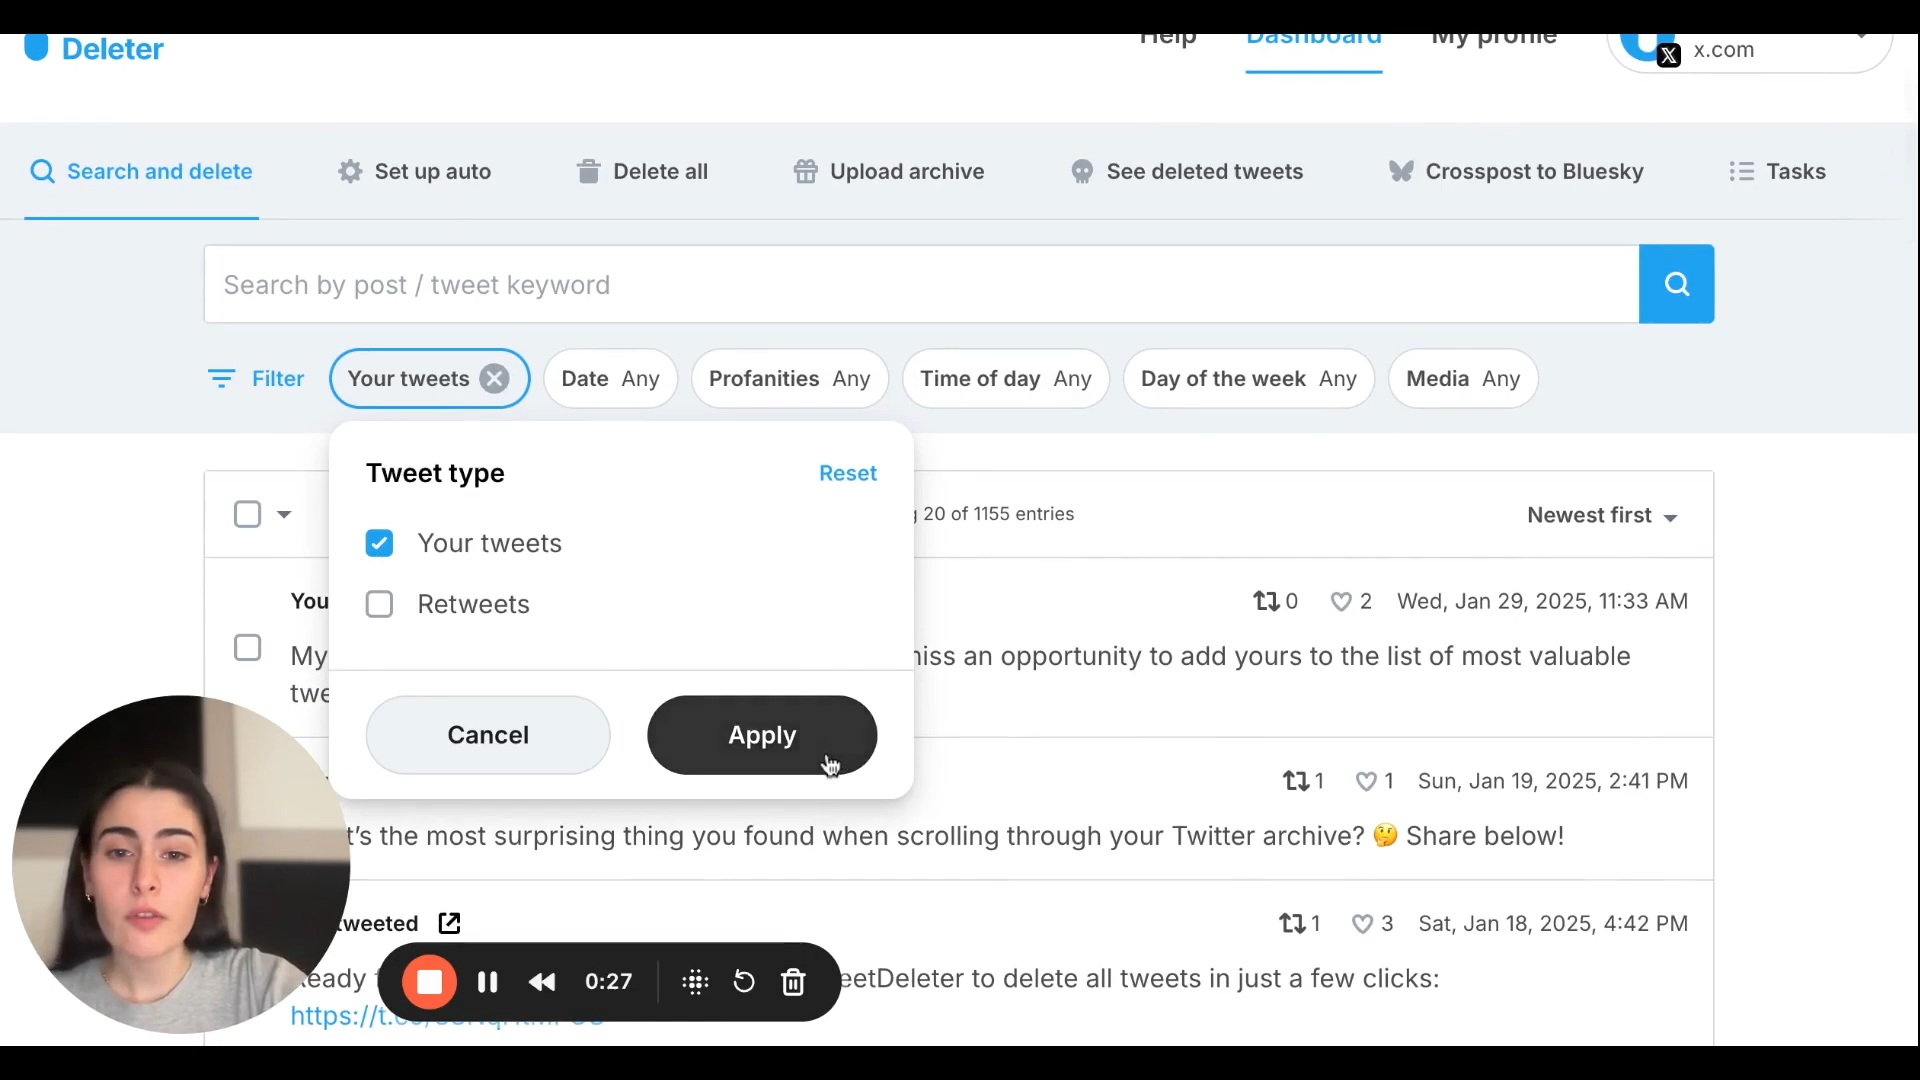 Deleter
Help
Dashboard
My profile
x.com
Search and delete
Set up auto
Delete all
Upload archive
See deleted tweets
Crosspost to Bluesky
Tasks
Search by post / tweet keyword
Filter
Your tweets
Date Any
Profanities Any
Time of day Any
Day of the week Any
Media Any
Tweet type
Reset
Your tweets
Retweets
Cancel
Apply
20 of 1155 entries
Newest first
You
0
2
Wed, Jan 29, 2025, 11:33 AM
My
an opportunity to add yours to the list of most valuable
1
1
Sun, Jan 19, 2025, 2:41 PM
the most surprising thing you found when scrolling through your Twitter archive? 🤔 Share below!
tweeted
1
3
Sat, Jan 18, 2025, 4:42 PM
eetDeleter to delete all tweets in just a few clicks:
https://t.
0:27